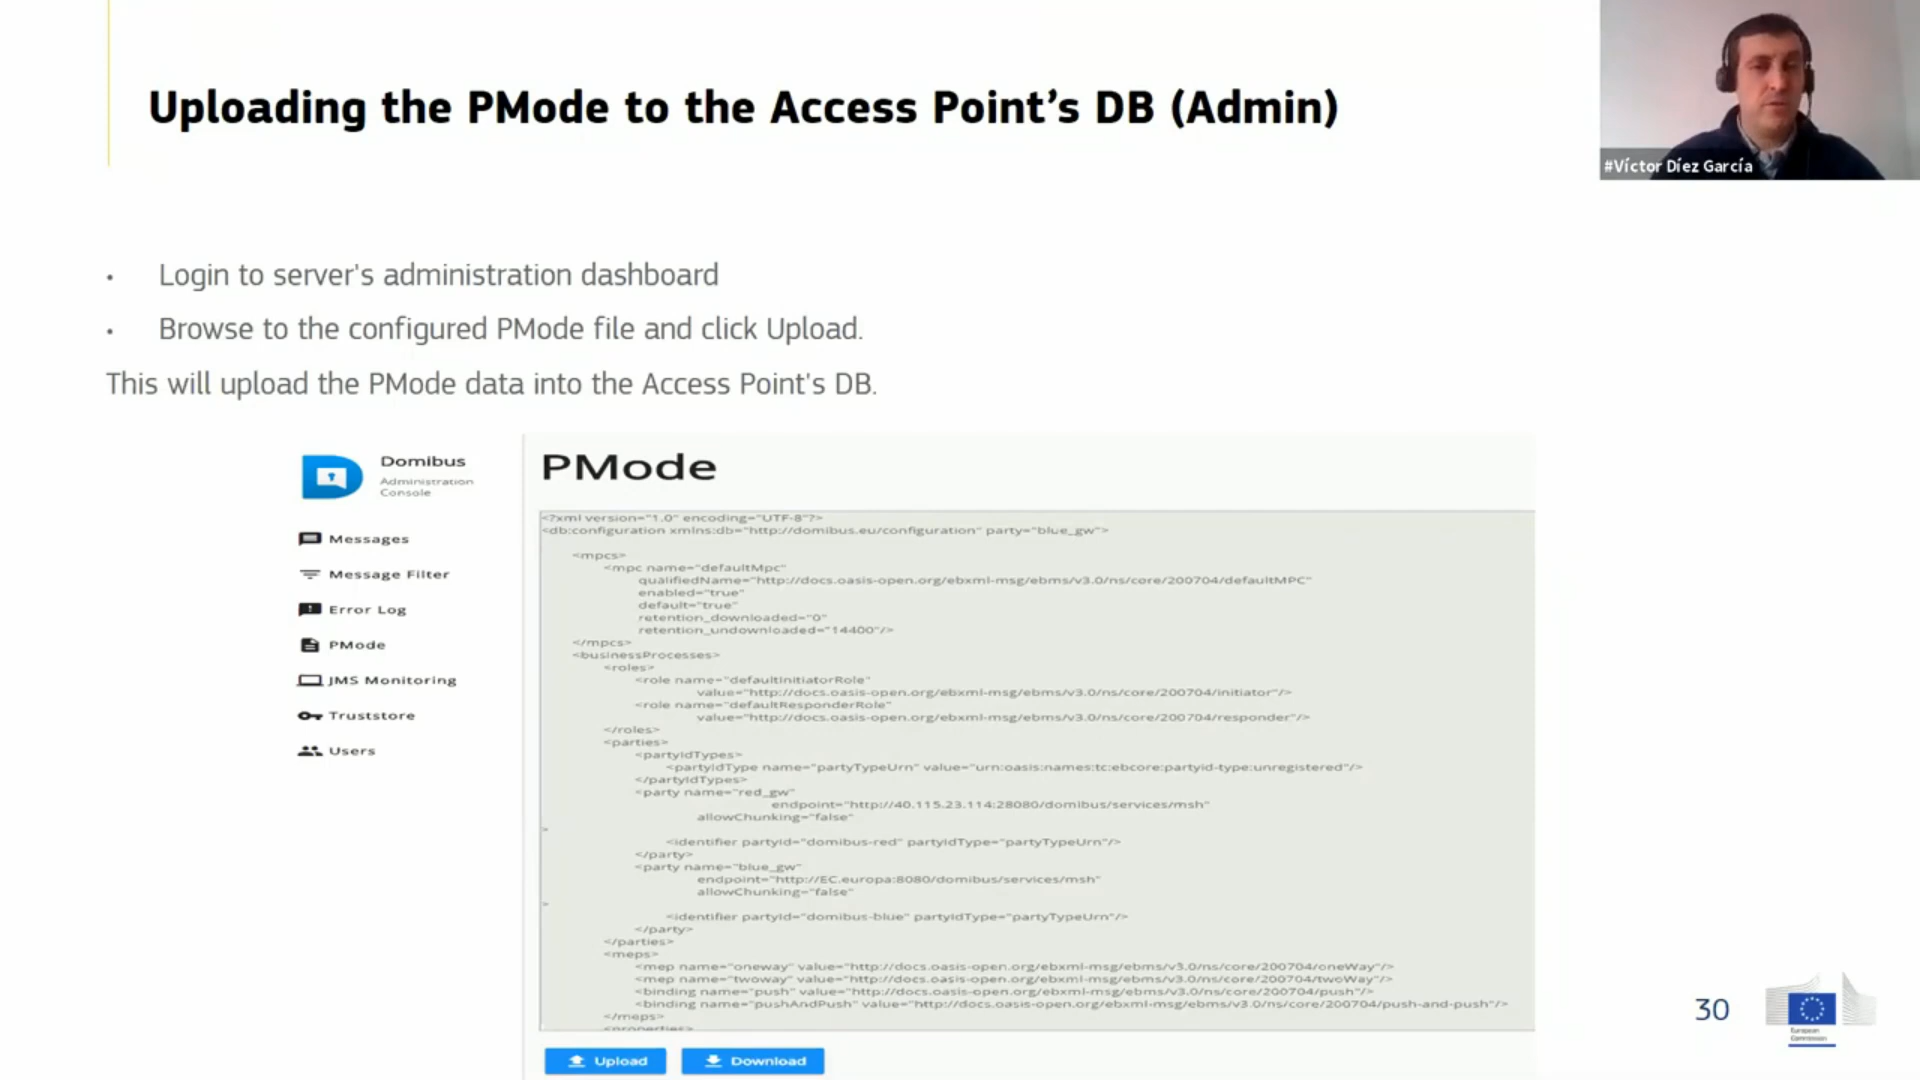 Uploading the PMode to the Access Point's DB (Admin)
#Víctor Díez García
• Login to server's administration dashboard
• Browse to the configured PMode file and click Upload.
This will upload the PMode data into the Access Point's DB.
Domibus
Administration
Console
Messages
Message Filter
Error Log
PMode
JMS Monitoring
Truststore
Users
PMode
<?xml version="1.0" encoding="UTF-8"?>
<db:configuration xmlns:db="http://domibus.eu/configuration" party="blue_gw">
<mpcs>
<mpc name="defaultMpc"
qualifiedName="http://docs.oasis-open.org/ebxml-msg/ebms/v3.0/ns/core/200704/defaultMPC"
enabled="true"
default="true"
retention_downloaded="0"
retention_undownloaded="14400"/>
</mpcs>
<businessProcesses>
<roles>
<role name="defaultInitiatorRole"
value="http://docs.oasis-open.org/ebxml-msg/ebms/v3.0/ns/core/200704/initiator"/>
<role name="defaultResponderRole"
value="http://docs.oasis-open.org/ebxml-msg/ebms/v3.0/ns/core/200704/responder"/>
</roles>
<parties>
<partyIdTypes>
<partyIdType name="partyTypeUrn" value="urn:oasis:names:tc:ebcore:partyid-type:unregistered"/>
</partyIdTypes>
<party name="red_gw"
endpoint="http://40.115.23.114:28080/domibus/services/msh"
allowChunking="false"
>
<identifier partyId="domibus-red" partyIdType="partyTypeUrn"/>
</party>
<party name="blue_gw"
endpoint="http://EC.europa:8080/domibus/services/msh"
allowChunking="false"
>
<identifier partyId="domibus-blue" partyIdType="partyTypeUrn"/>
</party>
</parties>
<meps>
<mep name="oneway" value="http://docs.oasis-open.org/ebxml-msg/ebms/v3.0/ns/core/200704/oneWay"/>
<mep name="twoway" value="http://docs.oasis-open.org/ebxml-msg/ebms/v3.0/ns/core/200704/twoWay"/>
<binding name="push" value="http://docs.oasis-open.org/ebxml-msg/ebms/v3.0/ns/core/200704/push"/>
<binding name="pushAndPush" value="http://docs.oasis-open.org/ebxml-msg/ebms/v3.0/ns/core/200704/push-and-push"/>
</meps>
<properties>
Upload
Download
30
European
Commission